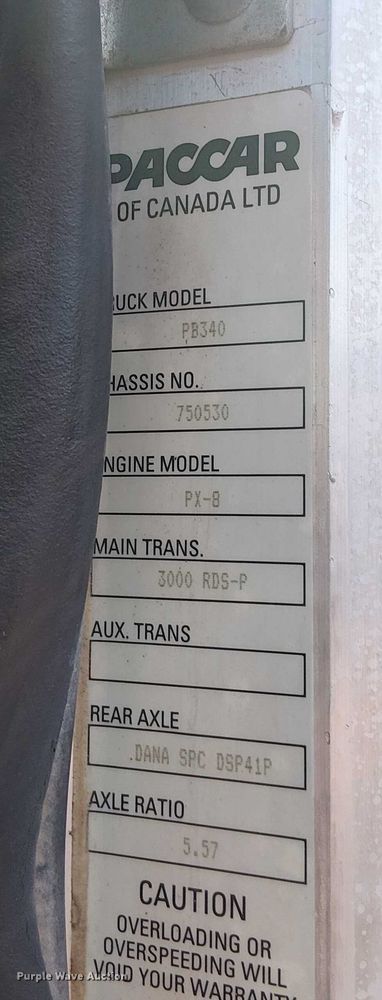 PACCAR
OF CANADA LTD
RUCK MODEL
PB340
HASSIS NO.
750530
NGINE MODEL
PX-8
MAIN TRANS.
3000 RDS-P
AUX. TRANS
REAR AXLE
DANA SPC DSP41P
AXLE RATIO
5.57
CAUTION
OVERLOADING OR
OVERSPEEDING WILL
VOID YOUR WARRANT
Purple Wave Auction